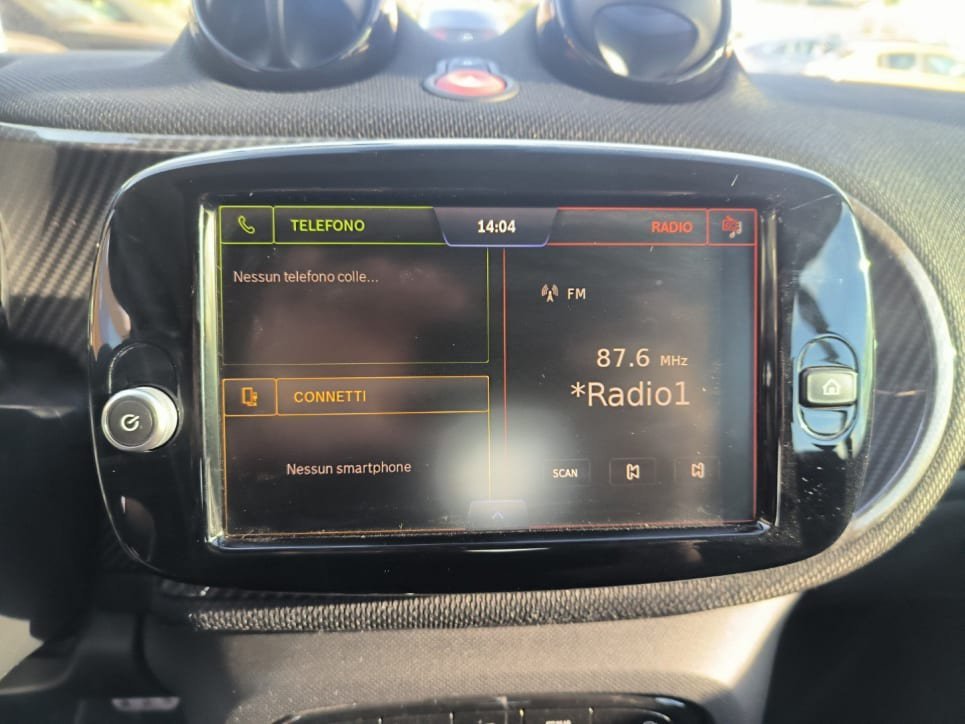 TELEFONO
14:04
RADIO
Nessun telefono colle...
FM
87.6 MHz
*Radio1
CONNETTI
Nessun smartphone
SCAN